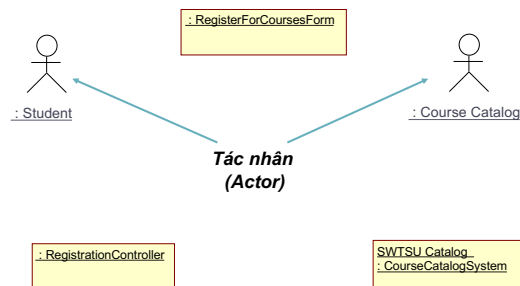 : RegisterForCoursesForm
: Student
: Course Catalog
Tác nhân
(Actor)
: RegistrationController
SWTSU Catalog
: CourseCatalogSystem